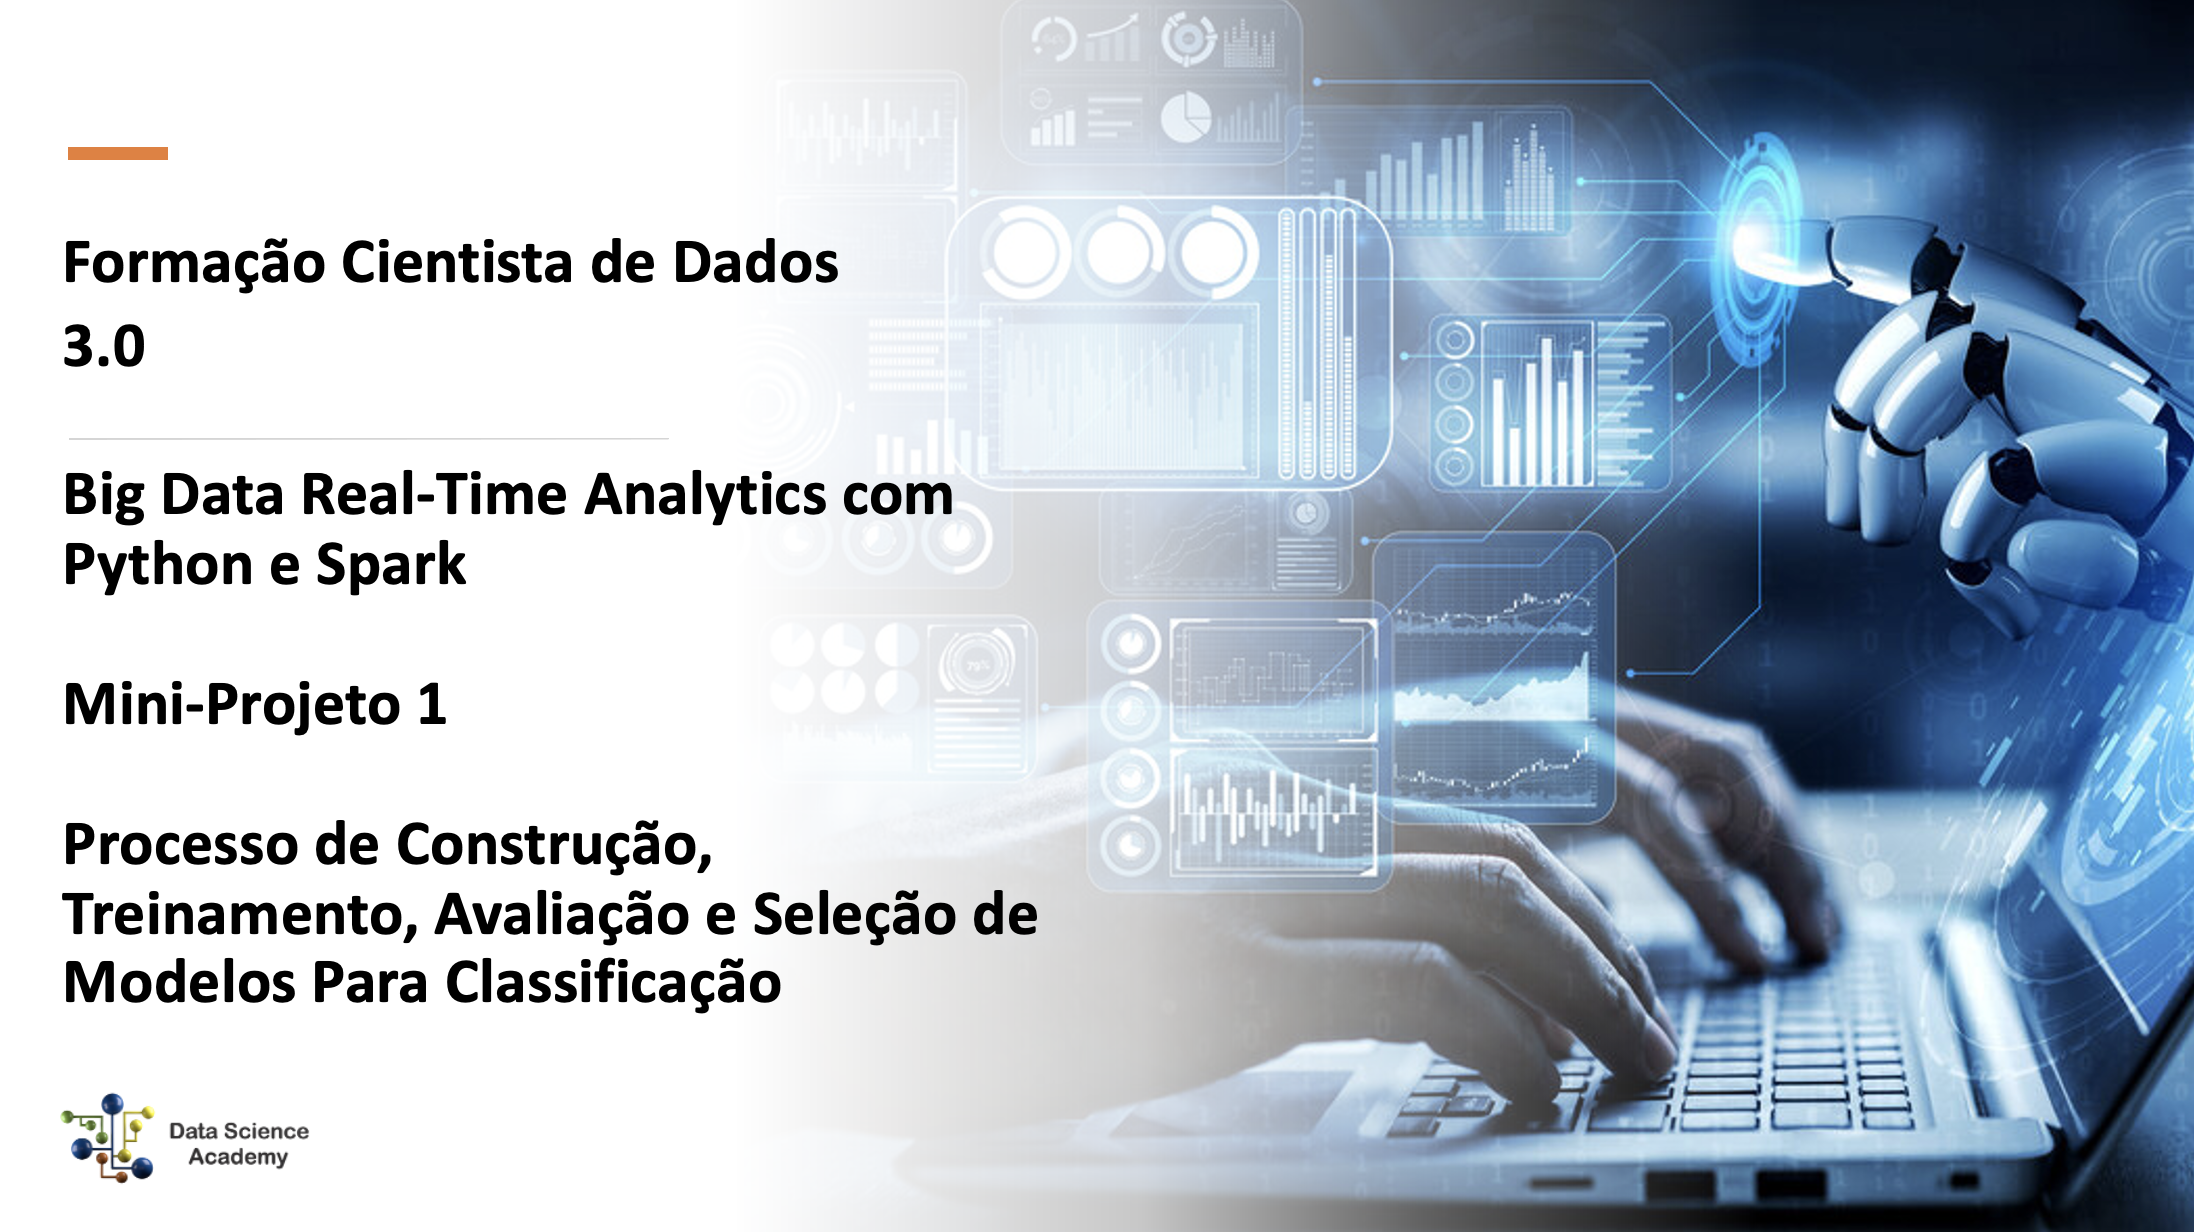 Formação Cientista de Dados
3.0
Big Data Real-Time Analytics com
Python e Spark
Mini-Projeto 1
Processo de Construção,
Treinamento, Avaliação e Seleção de
Modelos Para Classificação
Data Science
Academy
79%